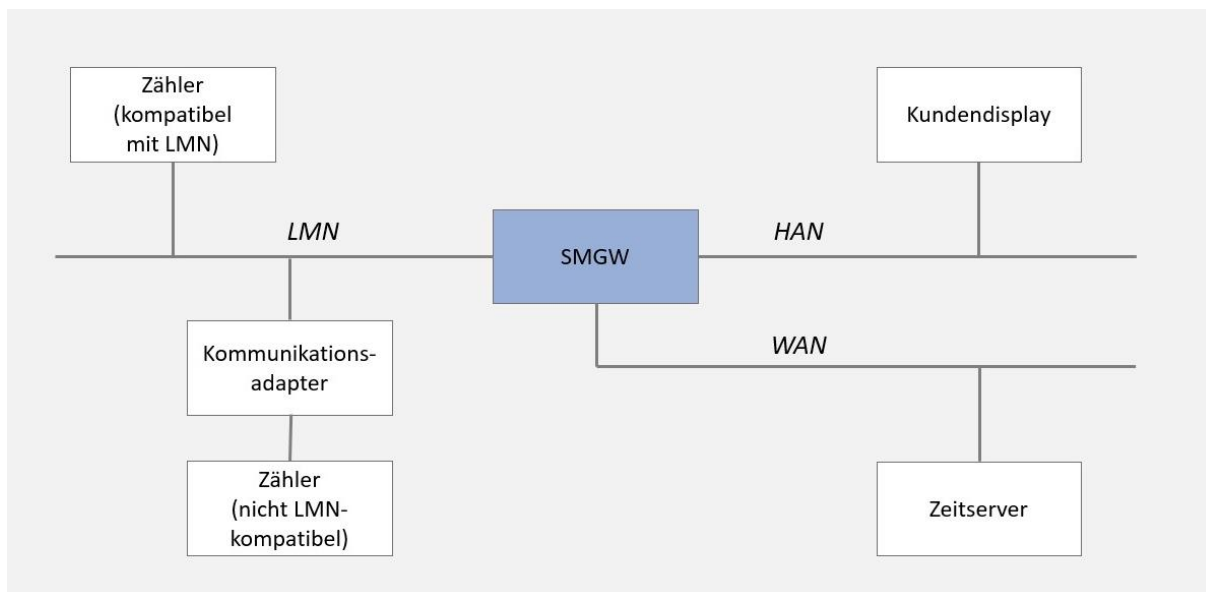 Zähler
(kompatibel
mit LMN)
Kundendisplay
LMN
SMGW
HAN
WAN
Kommunikations-
adapter
Zähler
(nicht LMN-
kompatibel)
Zeitserver